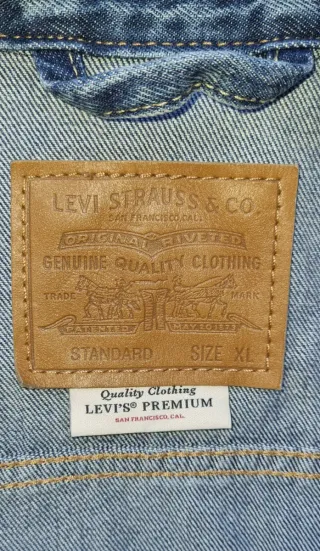 LEVI STRAUSS & CO.
SAN FRANCISCO, CAL.
ORIGINAL RIVETED
GENUINE QUALITY CLOTHING
TRADE MARK
PATENTED MAY 20 1873
STANDARD SIZE XL
Quality Clothing
LEVI'S® PREMIUM
SAN FRANCISCO, CAL.